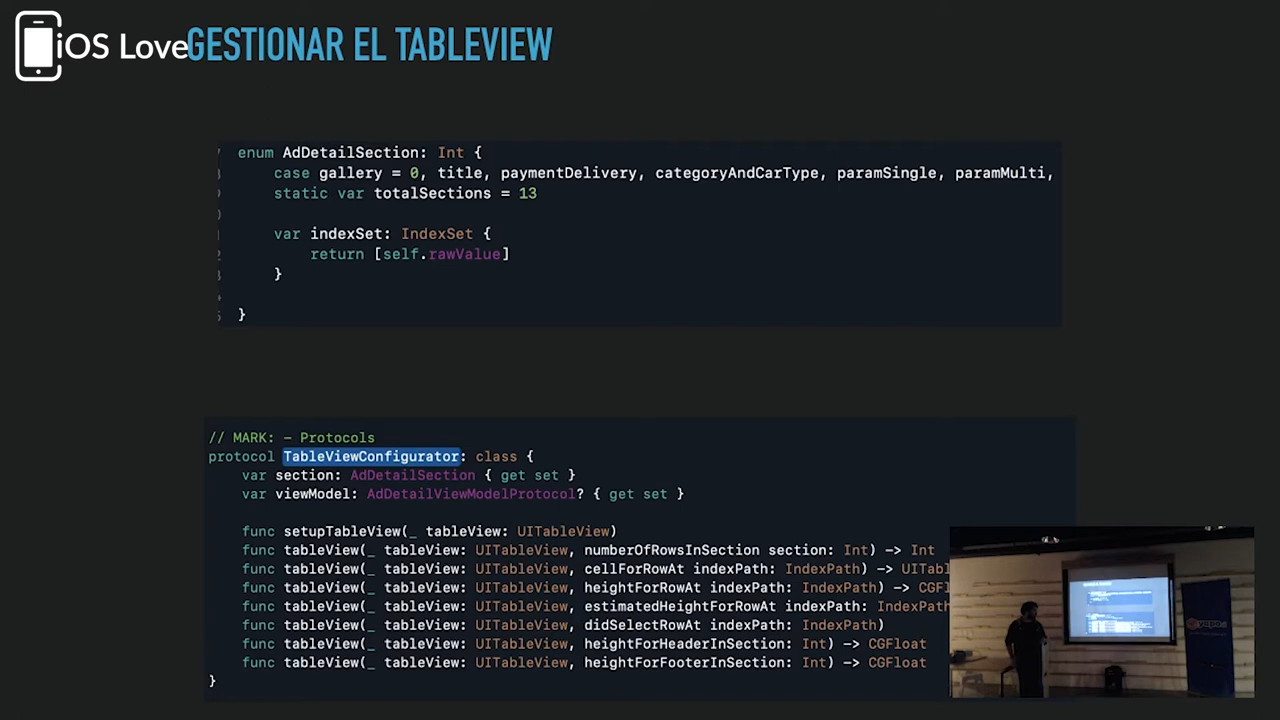 iOS Love
GESTIONAR EL TABLEVIEW
enum AdDetailSection: Int {
case gallery = 0, title, paymentDelivery, categoryAndCarType, paramSingle, paramMulti,
static var totalSections = 13
var indexSet: IndexSet {
return [self.rawValue]
}
}
// MARK: - Protocols
protocol TableViewConfigurator: class {
var section: AdDetailSection { get set }
var viewModel: AdDetailViewModelProtocol? { get set }
func setupTableView(_ tableView: UITableView)
func tableView(_ tableView: UITableView, numberOfRowsInSection section: Int) -> Int
func tableView(_ tableView: UITableView, cellForRowAt indexPath: IndexPath) -> UITabl
func tableView(_ tableView: UITableView, heightForRowAt indexPath: IndexPath) -> CGFl
func tableView(_ tableView: UITableView, estimatedHeightForRowAt indexPath: IndexPath
func tableView(_ tableView: UITableView, didSelectRowAt indexPath: IndexPath)
func tableView(_ tableView: UITableView, heightForHeaderInSection: Int) -> CGFloat
func tableView(_ tableView: UITableView, heightForFooterInSection: Int) -> CGFloat
}